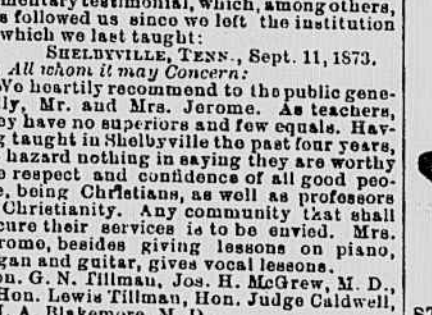 mentary testimonial, which, among others,
s followed us since we left the institution
which we last taught:
SHELBYVILLE, TENN., Sept. 11, 1873.
All whom it may Concern:
We heartily recommend to the public gene-
lly, Mr. and Mrs. Jerome. As teachers,
ey have no superiors and few equals. Hav-
g taught in Shelbyville the past four years,
hazard nothing in saying they are worthy
e respect and confidence of all good peo-
e, being Christians, as well as professors
Christianity. Any community that shall
cure their services is to be envied. Mrs.
rome, besides giving lessons on piano,
gan and guitar, gives vocal lessons.
on. G. N. Tillman, Jos. H. McGrew, M. D.,
Hon. Lewis Tillman, Hon. Judge Caldwell,
. A. Blakemore, M. D.